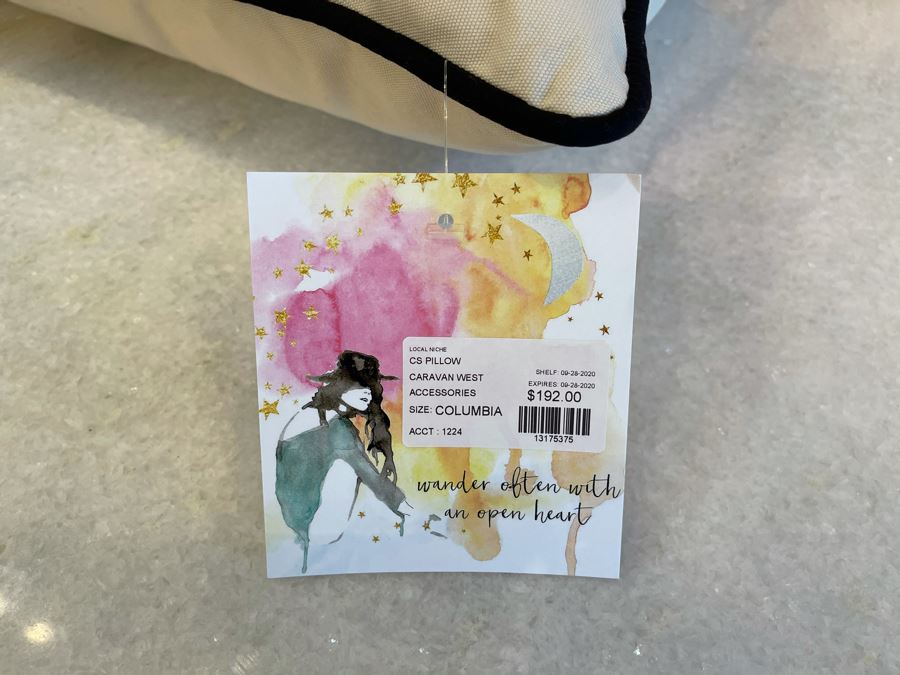 LOCAL NICHE
CS PILLOW
CARAVAN WEST
SHELF: 09-28-2020
EXPIRES: 09-28-2020
ACCESSORIES
$192.00
SIZE: COLUMBIA
ACCT : 1224
13175375
wander often with
an open heart